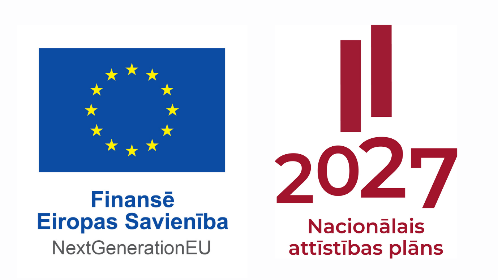 Finansē
Eiropas Savienība
NextGenerationEU
2027
Nacionālais
attīstības plāns